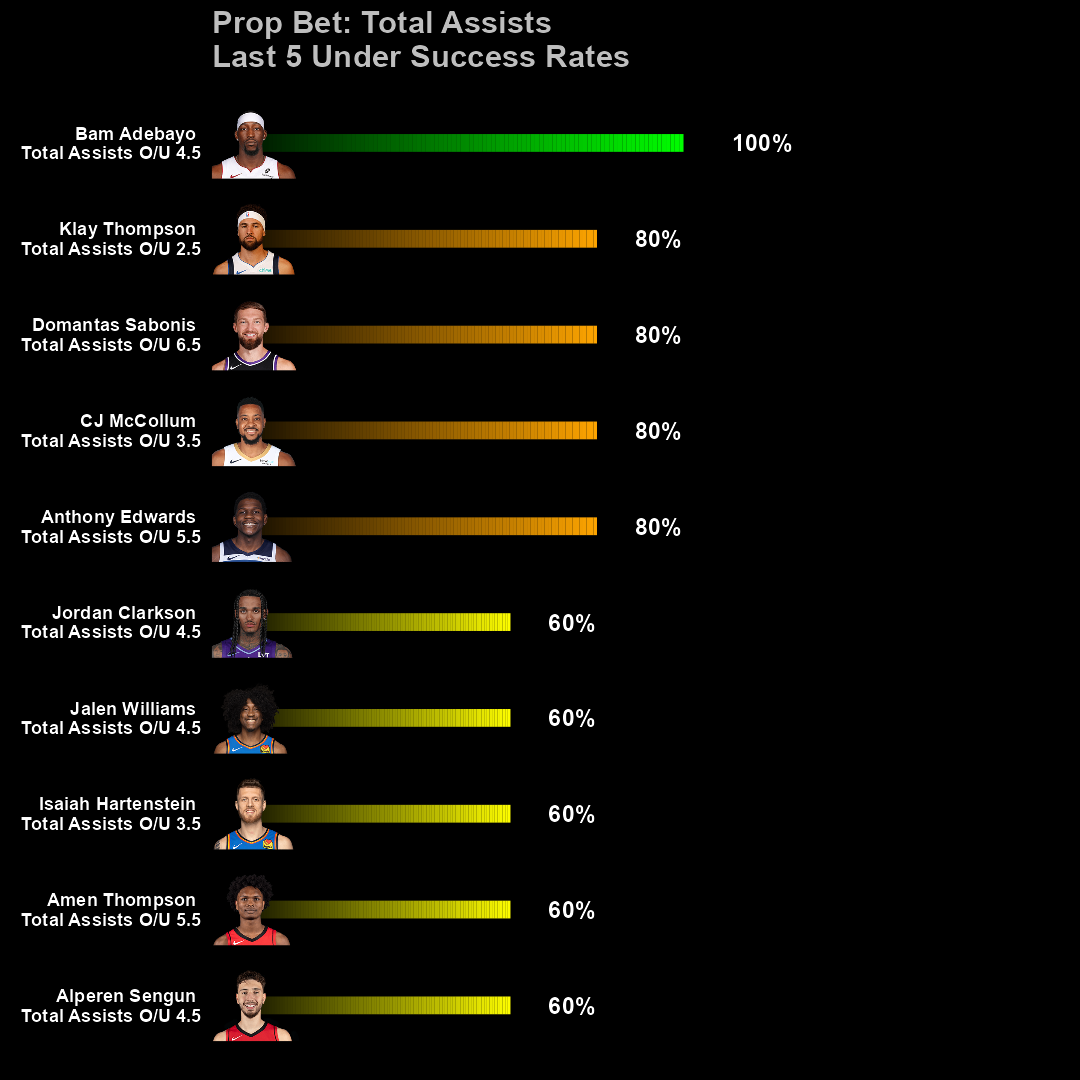 Prop Bet: Total Assists
Last 5 Under Success Rates
Bam Adebayo
Total Assists O/U 4.5
100%
Klay Thompson
Total Assists O/U 2.5
80%
Domantas Sabonis
Total Assists O/U 6.5
80%
CJ McCollum
Total Assists O/U 3.5
80%
Anthony Edwards
Total Assists O/U 5.5
80%
Jordan Clarkson
Total Assists O/U 4.5
60%
Jalen Williams
Total Assists O/U 4.5
60%
Isaiah Hartenstein
Total Assists O/U 3.5
60%
Amen Thompson
Total Assists O/U 5.5
60%
Alperen Sengun
Total Assists O/U 4.5
60%